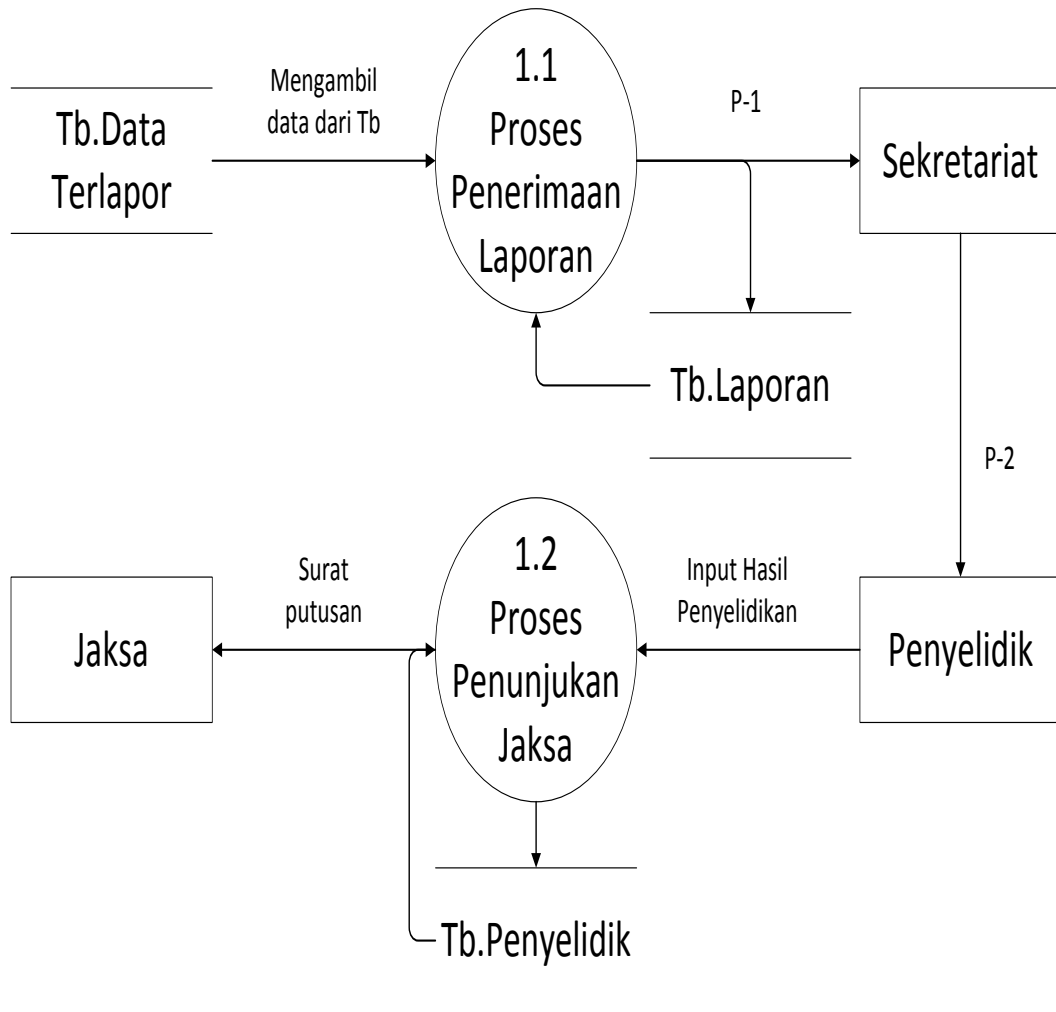 Tb.Data
Terlapor
Mengambil
data dari Tb
1.1
Proses
Penerimaan
Laporan
P-1
Sekretariat
Tb.Laporan
P-2
Jaksa
Surat
putusan
1.2
Proses
Penunjukan
Jaksa
Input Hasil
Penyelidikan
Penyelidik
Tb.Penyelidik